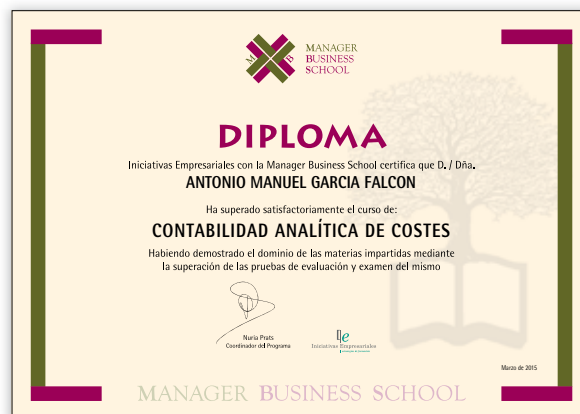 M B
MANAGER
BUSINESS
SCHOOL
DIPLOMA
Iniciativas Empresariales con la Manager Business School certifica que D. / Dña.
ANTONIO MANUEL GARCIA FALCON
Ha superado satisfactoriamente el curso de:
CONTABILIDAD ANALÍTICA DE COSTES
Habiendo demostrado el dominio de las materias impartidas mediante
la superación de las pruebas de evaluación y examen del mismo
Nuria Prats
Coordinador del Programa
Iniciativas Empresariales
Marzo de 2015
MANAGER BUSINESS SCHOOL